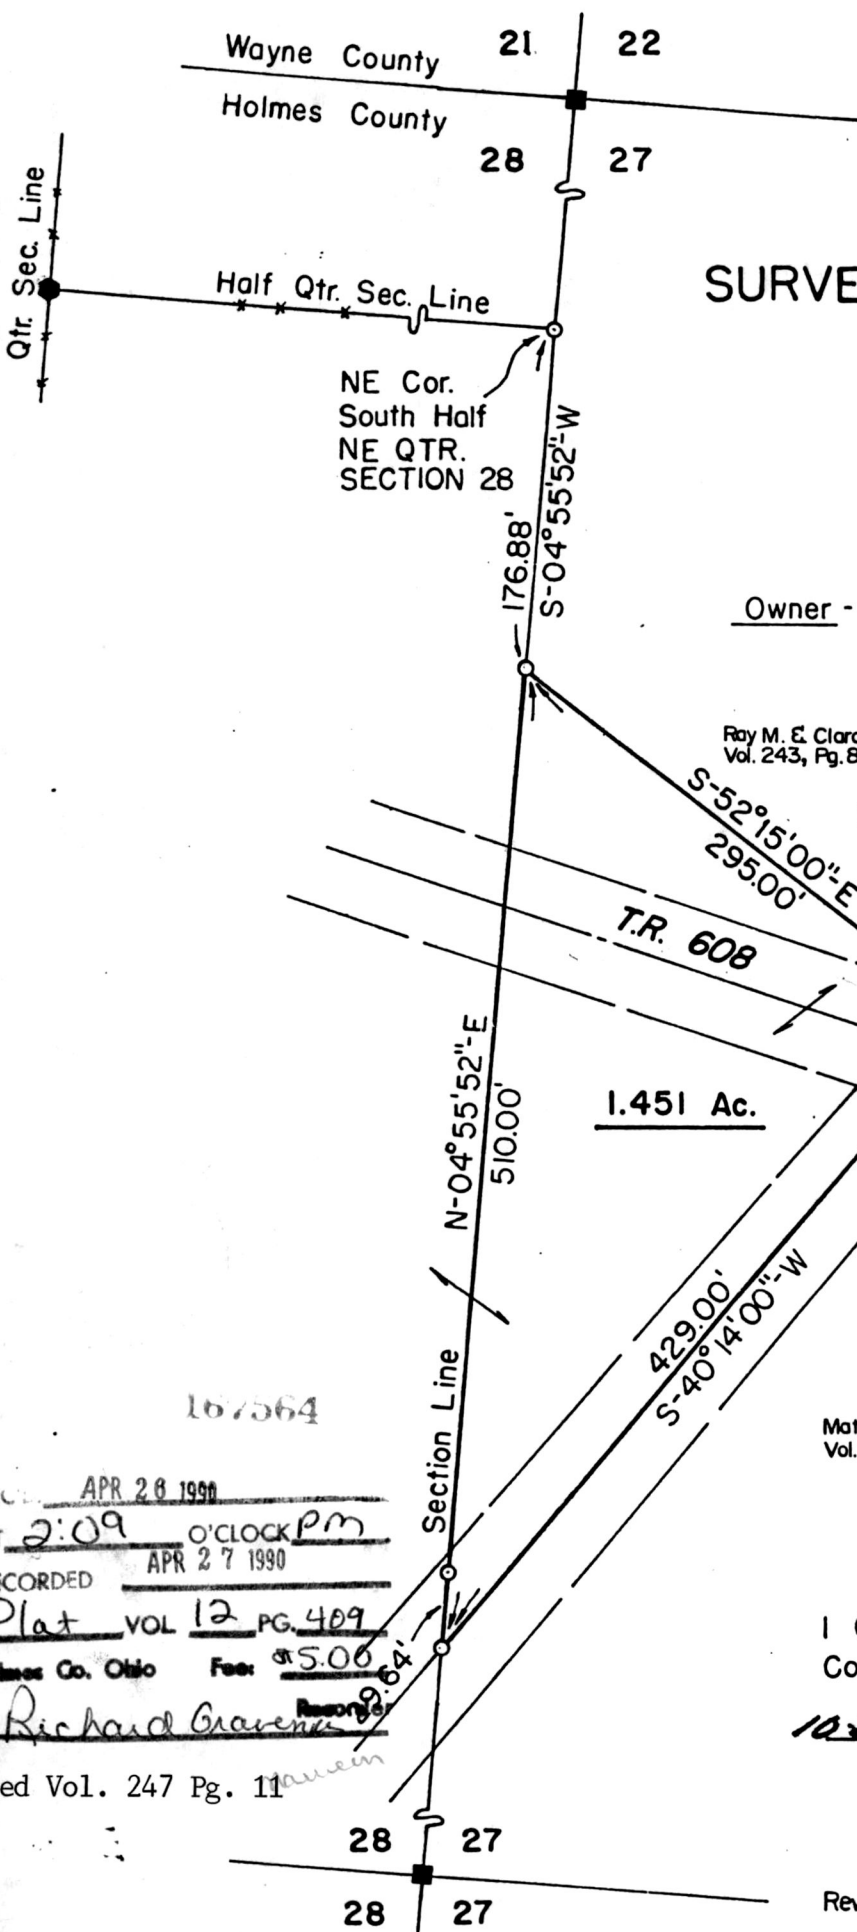 21 22
Wayne County
Holmes County
28 27
Qtr. Sec. Line
Half Qtr. Sec. Line
SURVE
NE Cor.
South Half
NE QTR.
SECTION 28
176.88'
S-04°55'52"-W
Owner -
Ray M. & Clar
Vol. 243, Pg. 8
S-52°15'00"-E
295.00'
T.R. 608
N-04°55'52"-E
510.00'
1.451 Ac.
429.00'
S-40°14'00"-W
Section Line
167564
Mat
Vol.
APR 26 1990
2:09 O'CLOCK PM
CORDED APR 27 1990
Plat VOL 12 PG. 409
lmes Co. Ohio Fee: $5.00
Richard Recorder
9.64'
ed Vol. 247 Pg. 11
I
Co
28 27
28 27
Rev